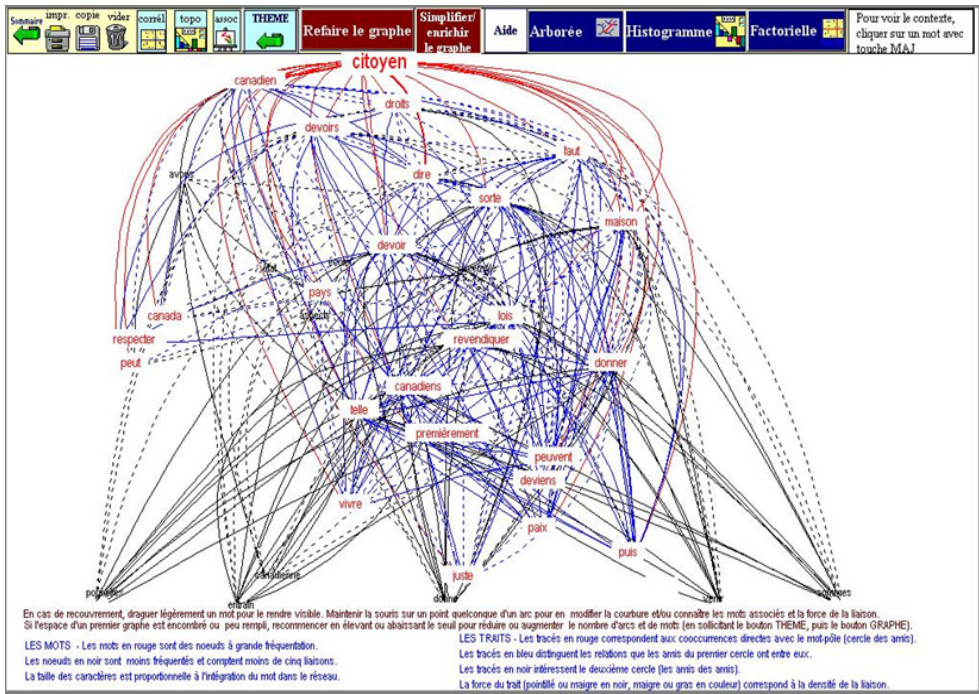 Sommaire
impr. copie vider
corrél
topo
assoc
THEME
Refaire le graphe
Simplifier/
enrichir
le graphe
Aide
Arborée
Histogramme
Factorielle
Pour voir le contexte,
cliquer sur un mot avec
touche MAJ
citoyen
canadien
droits
devoirs
faut
dire
avons
sorte
maison
devoir
pays
canada
lois
respecter
revendiquer
peut
donner
canadiens
telle
premièrement
peuvent
deviens
vivre
paix
puis
canadienne
juste
entrain
En cas de recouvrement, draguer légèrement un mot pour le rendre visible. Maintenir la souris sur un point quelconque d'un arc pour en modifier la courbure et/ou connaître les mots associés et la force de la liaison.
Si l'espace d'un premier graphe est encombré ou peu rempli, recommencer en élevant ou abaissant le seuil pour réduire ou augmenter le nombre d'arcs et de mots (en sollicitant le bouton THEME, puis le bouton GRAPHE).
LES MOTS - Les mots en rouge sont des noeuds à grande fréquentation.
Les noeuds en noir sont moins fréquentés et comptent moins de cinq liaisons.
La taille des caractères est proportionnelle à l'intégration du mot dans le réseau.
LES TRAITS - Les tracés en rouge correspondent aux cooccurrences directes avec le mot-pôle (cercle des amis).
Les tracés en bleu distinguent les relations que les amis du premier cercle ont entre eux.
Les tracés en noir intéressent le deuxième cercle (les amis des amis).
La force du trait (pointillé ou maigre en noir, maigre ou gras en couleur) correspond à la densité de la liaison.